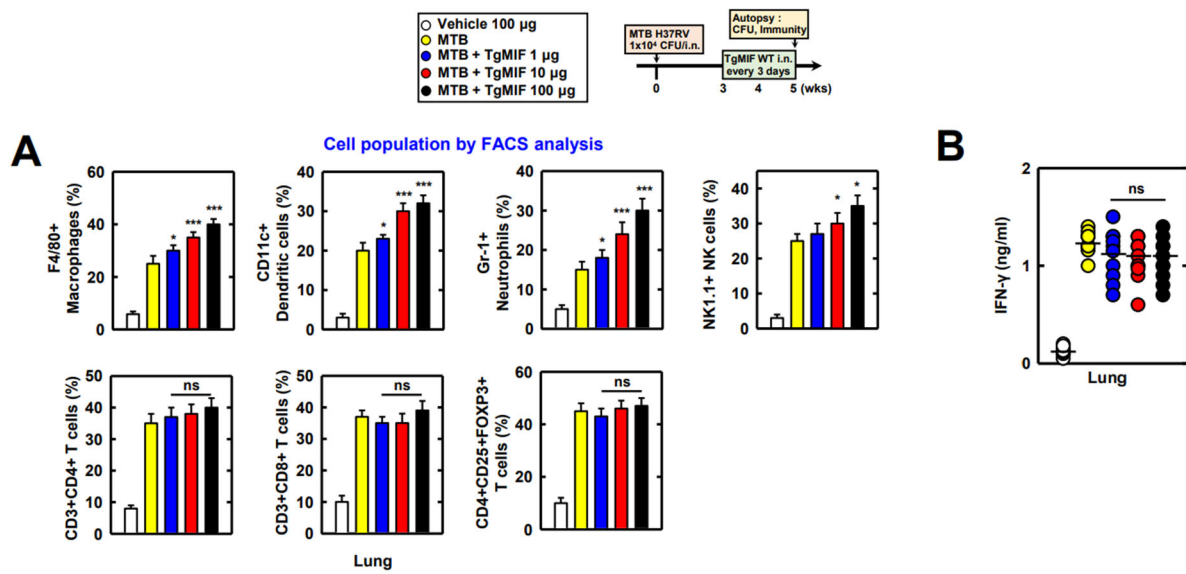 Vehicle 100 µg
MTB
MTB + TgMIF 1 µg
MTB + TgMIF 10 µg
MTB + TgMIF 100 µg
MTB H37RV
1x10⁴ CFU/i.n.
Autopsy :
CFU, Immunity
TgMIF WT i.n.
every 3 days
0 3 4 5 (wks)
A
Cell population by FACS analysis
F4/80+
Macrophages (%)
60
40
20
0
* *** ***
CD11c+
Dendritic cells (%)
40
30
20
10
0
* *** ***
Gr-1+
Neutrophils (%)
40
30
20
10
0
* *** ***
NK1.1+ NK cells (%)
40
30
20
10
0
* *
CD3+CD4+ T cells (%)
50
40
30
20
10
0
ns
CD3+CD8+ T cells (%)
50
40
30
20
10
0
ns
CD4+CD25+FOXP3+
T cells (%)
60
40
20
0
ns
Lung
B
IFN-γ (ng/ml)
2
1
0
ns
Lung